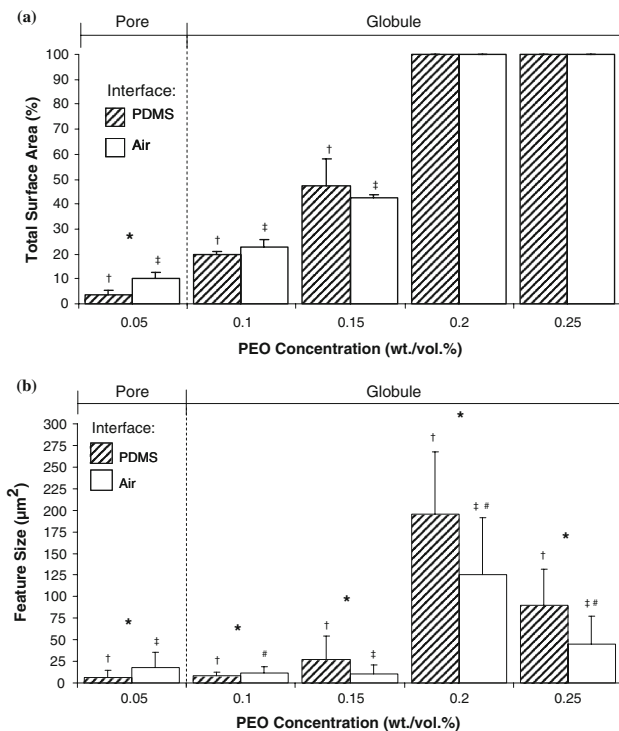 (a)
Pore Globule
100
90
80
70
60
50
40
30
20
10
0
Total Surface Area (%)
Interface:
PDMS
Air
*
† ‡ † ‡ † ‡
0.05 0.1 0.15 0.2 0.25
PEO Concentration (wt./vol.%)
(b)
Pore Globule
300
275
250
225
200
175
150
125
100
75
50
25
0
Feature Size (µm²)
Interface:
PDMS
Air
* * * * *
† ‡ † # † ‡ † ‡ # † ‡ #
0.05 0.1 0.15 0.2 0.25
PEO Concentration (wt./vol.%)